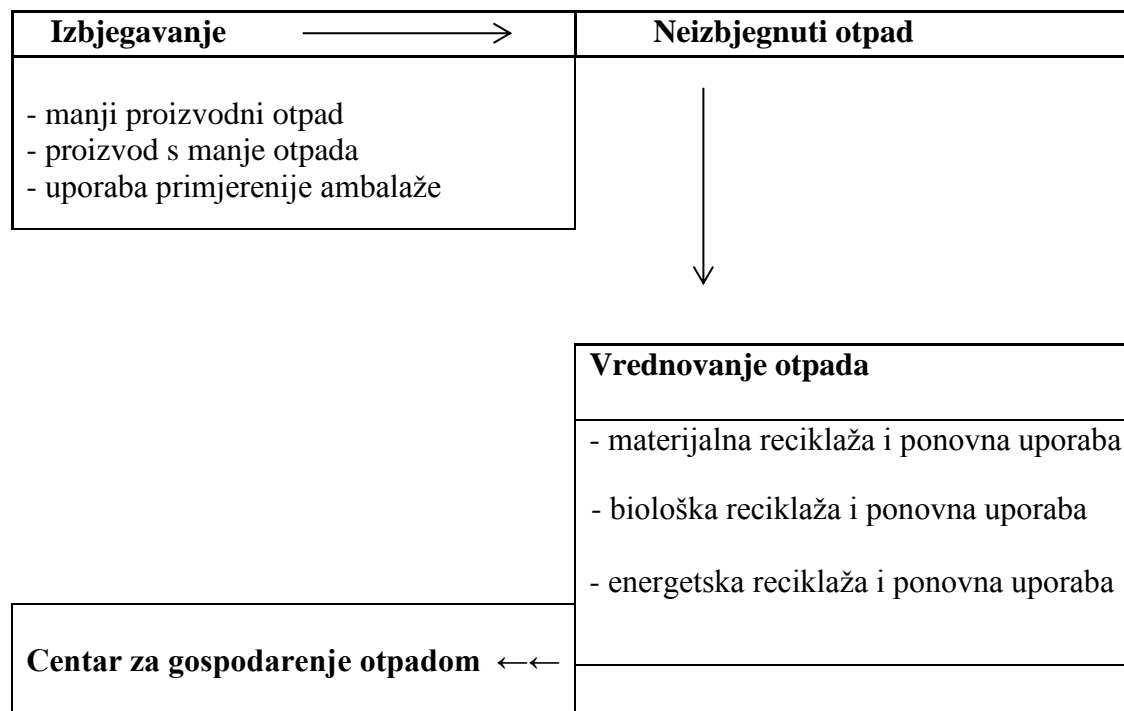 Izbjegavanje ⟶ Neizbjegnuti otpad
- manji proizvodni otpad
- proizvod s manje otpada
- uporaba primjerenije ambalaže
Vrednovanje otpada
- materijalna reciklaža i ponovna uporaba
- biološka reciklaža i ponovna uporaba
- energetska reciklaža i ponovna uporaba
Centar za gospodarenje otpadom ←←